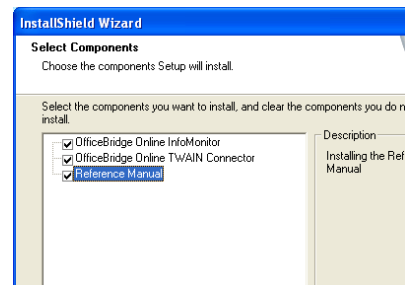 InstallShield Wizard
Select Components
Choose the components Setup will install.
Select the components you want to install, and clear the components you do n
install.
OfficeBridge Online InfoMonitor
OfficeBridge Online TWAIN Connector
Reference Manual
Description
Installing the Ref
Manual